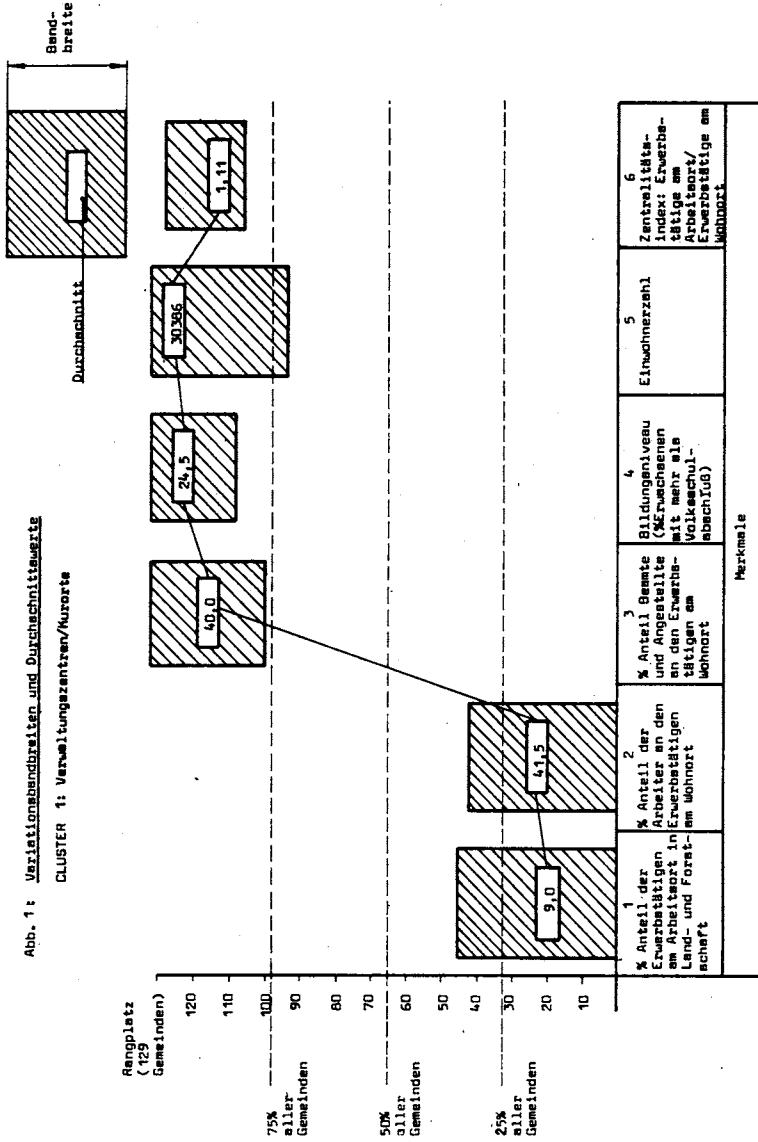 Abb. 1: Variationsbandbreiten und Durchschnittswerte
CLUSTER 1: Verwaltungszentren/Kurorte
Durchschnitt
Band-
breite
Rangplatz
(129
Gemeinden)
120
110
100
90
80
70
60
50
40
30
20
10
75%
aller
Gemeinden
50%
aller
Gemeinden
25%
aller
Gemeinden
9,0
41,5
40,0
24,5
30386
1,11
1
% Anteil der
Erwerbstätigen
am Arbeitsort in
Land- und Forst-
schaft
2
% Anteil der
Arbeiter an den
Erwerbstätigen
am Wohnort
3
% Anteil Beamte
und Angestellte
an den Erwerbs-
tätigen am
Wohnort
4
Bildungsniveau
(%Erwachsenen
mit mehr als
Volksschul-
abschluß)
5
Einwohnerzahl
6
Zentralitäts-
index: Erwerbs-
tätige am
Arbeitsort/
Erwerbstätige am
Wohnort
Merkmale